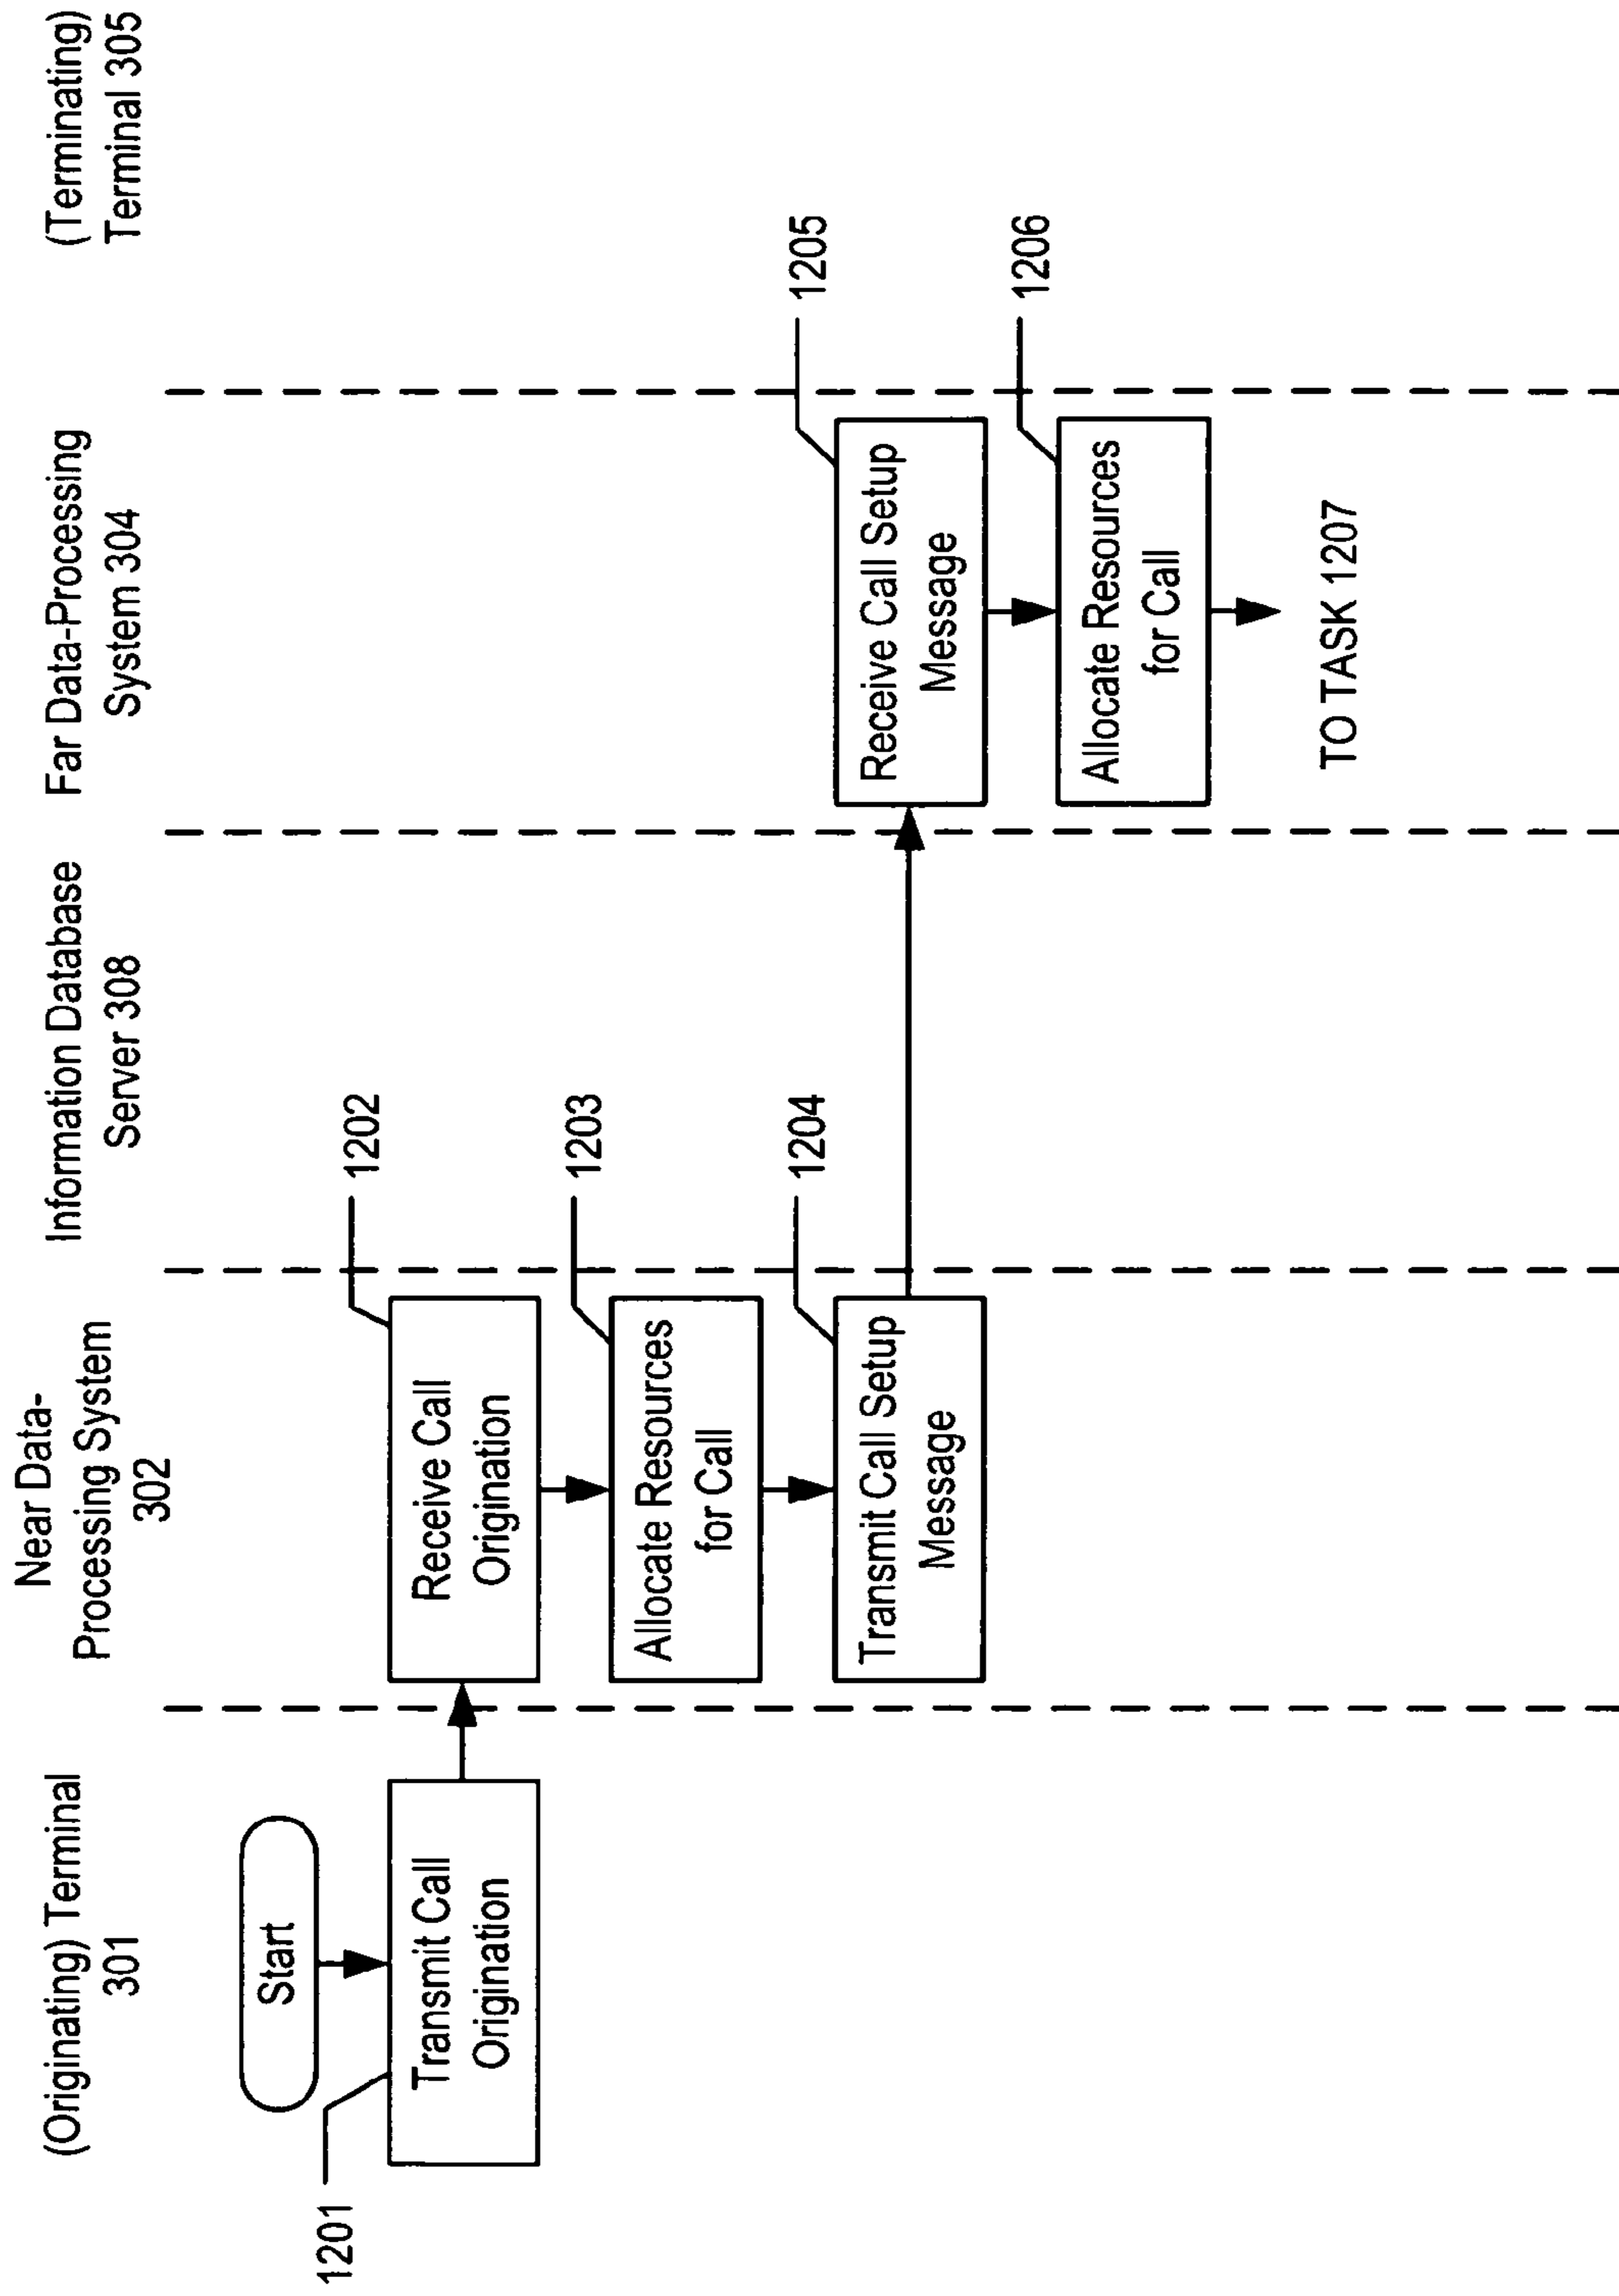 (Originating) Terminal
301
Near Data-
Processing System
302
Information Database
Server 308
Far Data-Processing
System 304
(Terminating)
Terminal 305
Start
1201
Transmit Call
Origination
1202
Receive Call
Origination
1203
Allocate Resources
for Call
1204
Transmit Call Setup
Message
1205
Receive Call Setup
Message
1206
Allocate Resources
for Call
TO TASK 1207